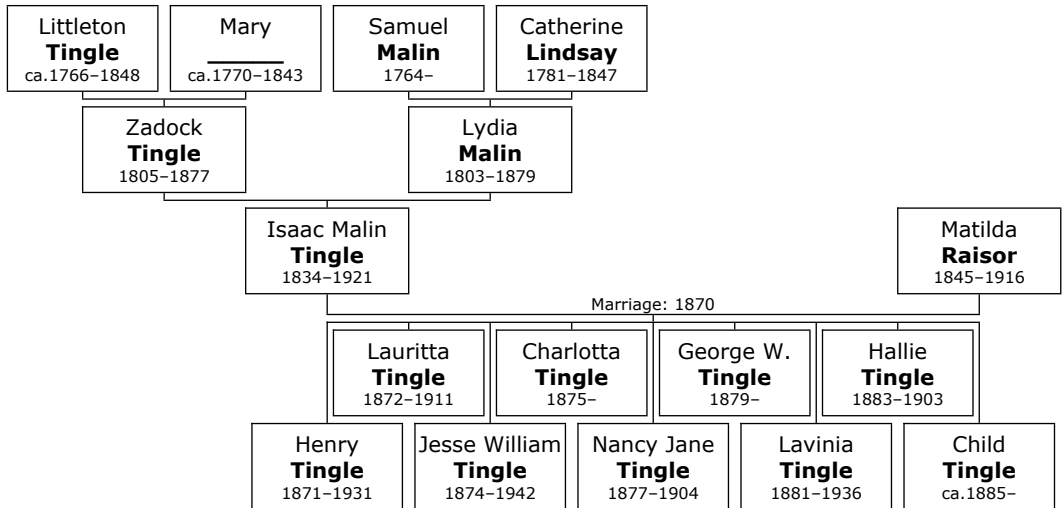 Littleton
Tingle
ca.1766–1848
Mary
ca.1770–1843
Samuel
Malin
1764–
Catherine
Lindsay
1781–1847
Zadock
Tingle
1805–1877
Lydia
Malin
1803–1879
Isaac Malin
Tingle
1834–1921
Matilda
Raisor
1845–1916
Marriage: 1870
Lauritta
Tingle
1872–1911
Charlotta
Tingle
1875–
George W.
Tingle
1879–
Hallie
Tingle
1883–1903
Henry
Tingle
1871–1931
Jesse William
Tingle
1874–1942
Nancy Jane
Tingle
1877–1904
Lavinia
Tingle
1881–1936
Child
Tingle
ca.1885–